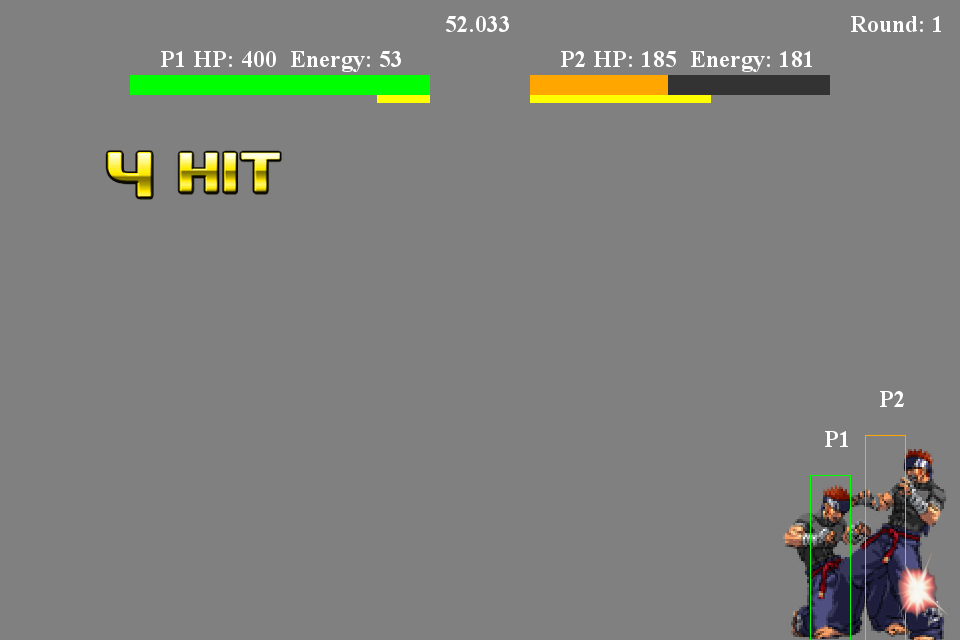 52.033
Round: 1
P1 HP: 400 Energy: 53
P2 HP: 185 Energy: 181
4 HIT
P2
P1